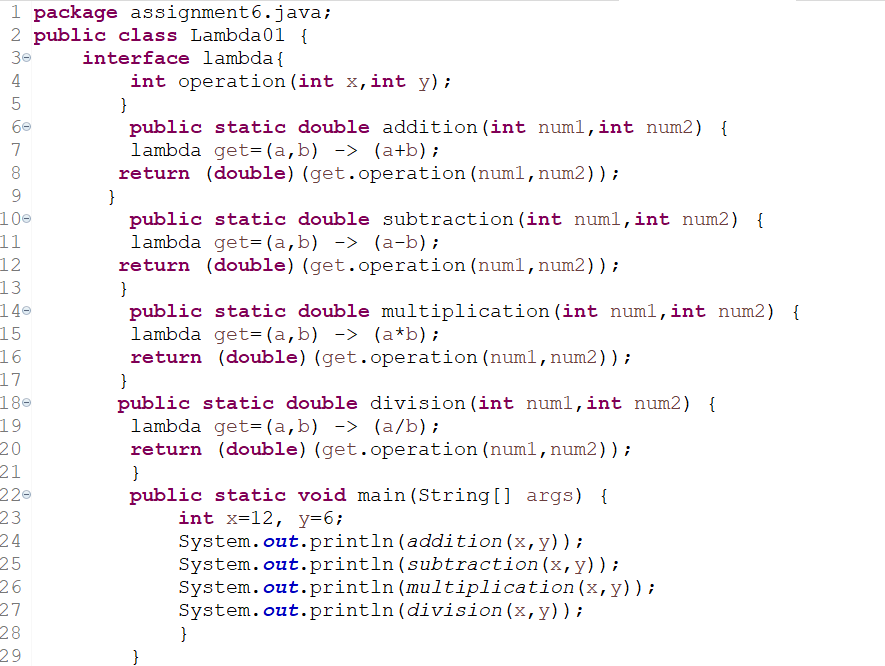 1 package assignment6.java;
2 public class Lambda01 {
3 interface lambda{
4 int operation(int x,int y);
5 }
6 public static double addition(int num1,int num2) {
7 lambda get=(a,b) -> (a+b);
8 return (double)(get.operation(num1,num2));
9 }
10 public static double subtraction(int num1,int num2) {
11 lambda get=(a,b) -> (a-b);
12 return (double)(get.operation(num1,num2));
13 }
14 public static double multiplication(int num1,int num2) {
15 lambda get=(a,b) -> (a*b);
16 return (double)(get.operation(num1,num2));
17 }
18 public static double division(int num1,int num2) {
19 lambda get=(a,b) -> (a/b);
20 return (double)(get.operation(num1,num2));
21 }
22 public static void main(String[] args) {
23 int x=12, y=6;
24 System.out.println(addition(x,y));
25 System.out.println(subtraction(x,y));
26 System.out.println(multiplication(x,y));
27 System.out.println(division(x,y));
28 }
29 }